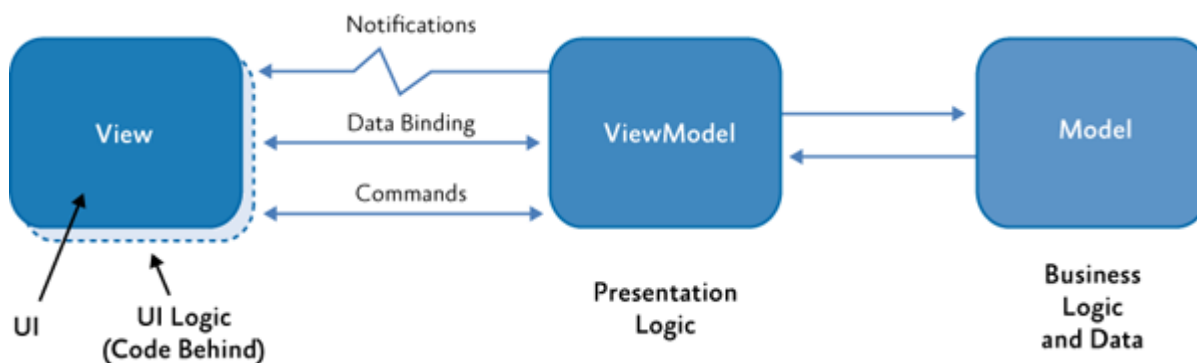 Notifications
View
Data Binding
ViewModel
Model
Commands
UI
UI Logic
(Code Behind)
Presentation
Logic
Business
Logic
and Data